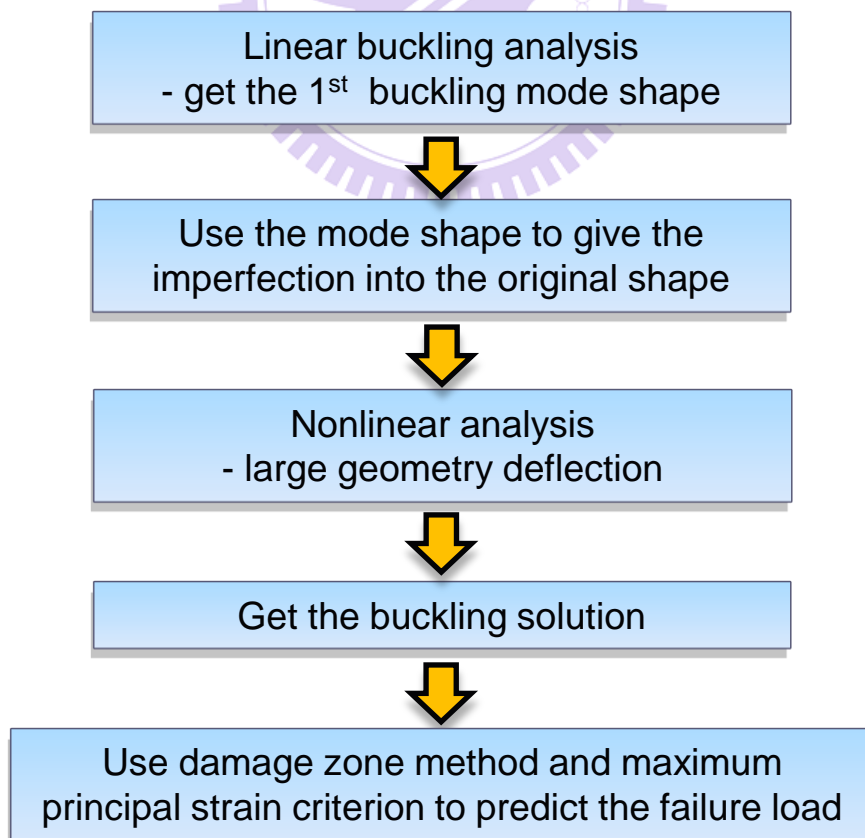 Linear buckling analysis
- get the 1st buckling mode shape
Use the mode shape to give the
imperfection into the original shape
Nonlinear analysis
- large geometry deflection
Get the buckling solution
Use damage zone method and maximum
principal strain criterion to predict the failure load